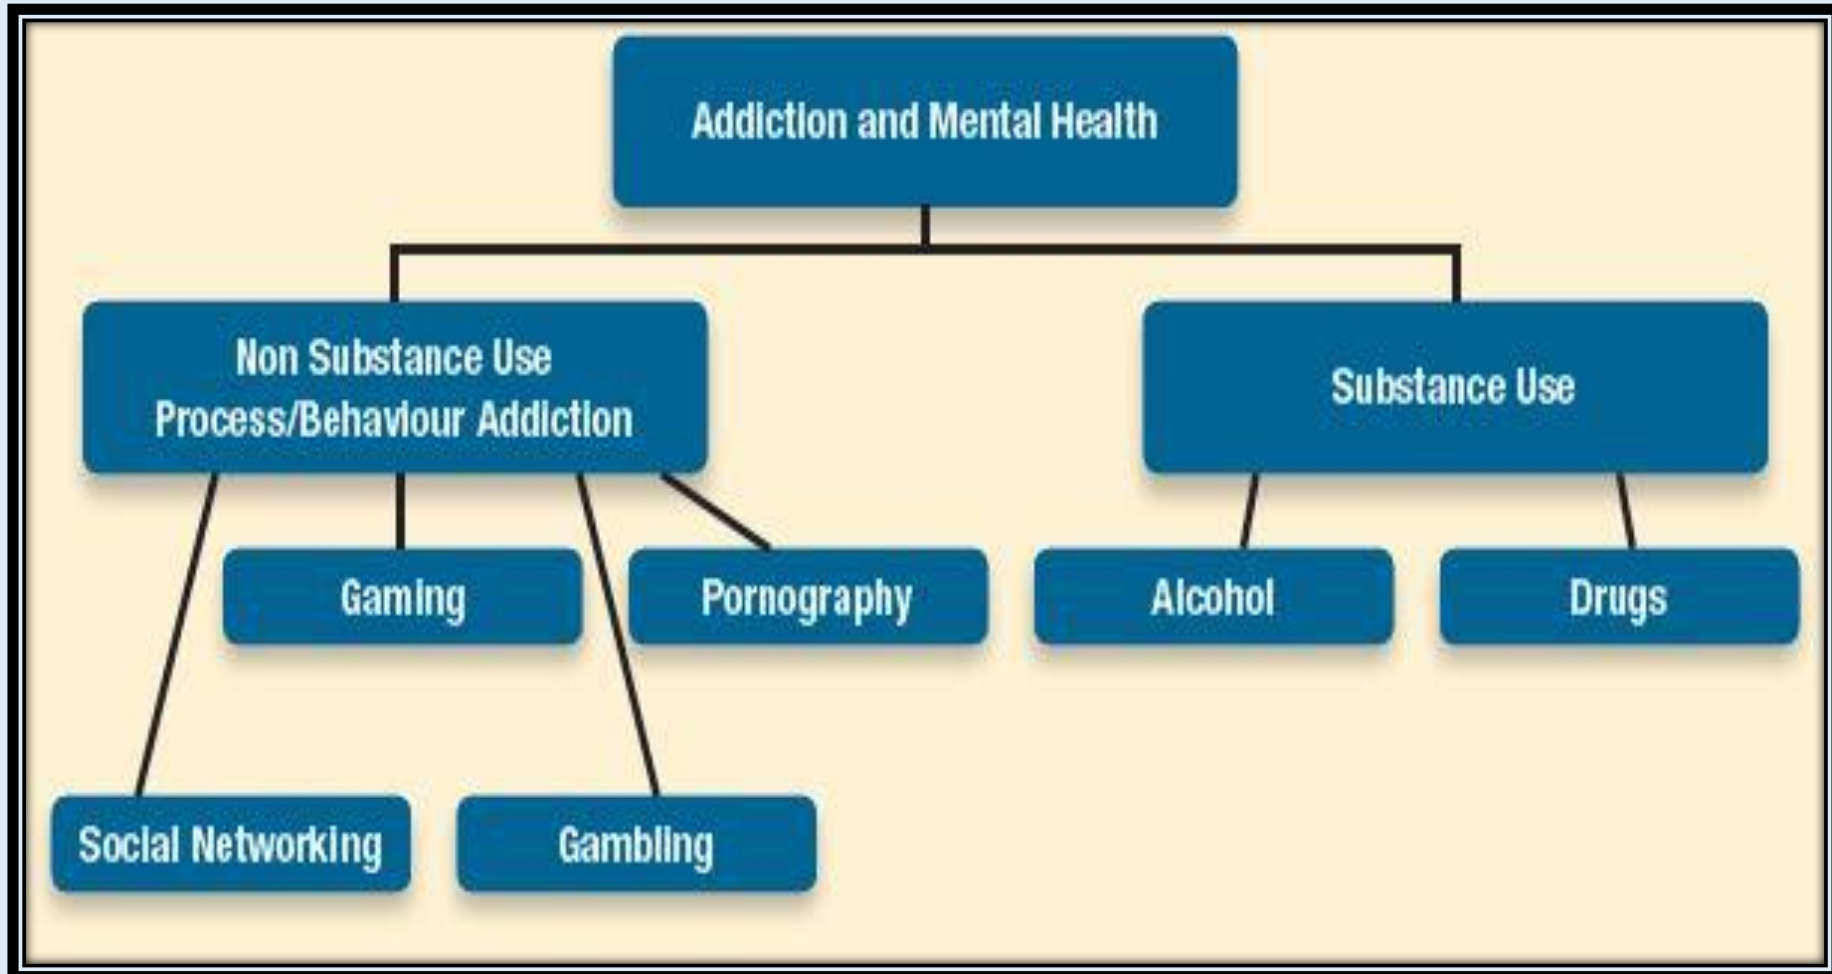 Addiction and Mental Health
Non Substance Use
Process/Behaviour Addiction
Substance Use
Gaming
Pornography
Alcohol
Drugs
Social Networking
Gambling